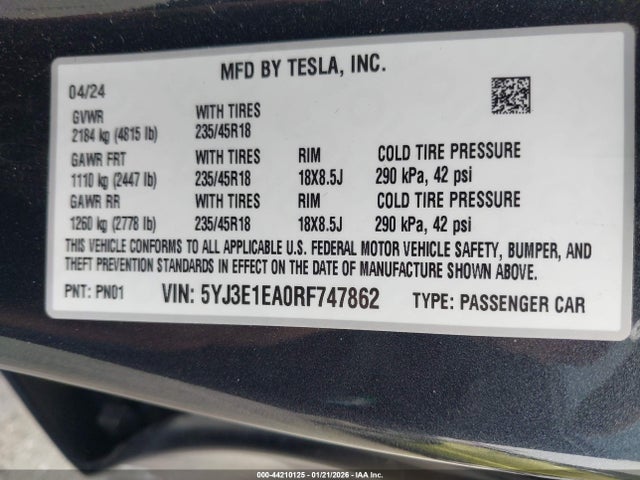 MFD BY TESLA, INC.
04/24
GVWR WITH TIRES
2184 kg (4815 lb) 235/45R18
GAWR FRT WITH TIRES RIM COLD TIRE PRESSURE
1110 kg (2447 lb) 235/45R18 18X8.5J 290 kPa, 42 psi
GAWR RR WITH TIRES RIM COLD TIRE PRESSURE
1260 kg (2778 lb) 235/45R18 18X8.5J 290 kPa, 42 psi
THIS VEHICLE CONFORMS TO ALL APPLICABLE U.S. FEDERAL MOTOR VEHICLE SAFETY, BUMPER, AND
THEFT PREVENTION STANDARDS IN EFFECT ON THE DATE OF MANUFACTURE SHOWN ABOVE.
PNT: PN01 VIN: 5YJ3E1EA0RF747862 TYPE: PASSENGER CAR
000-44210125 - 01/21/2026 - IAA Inc.